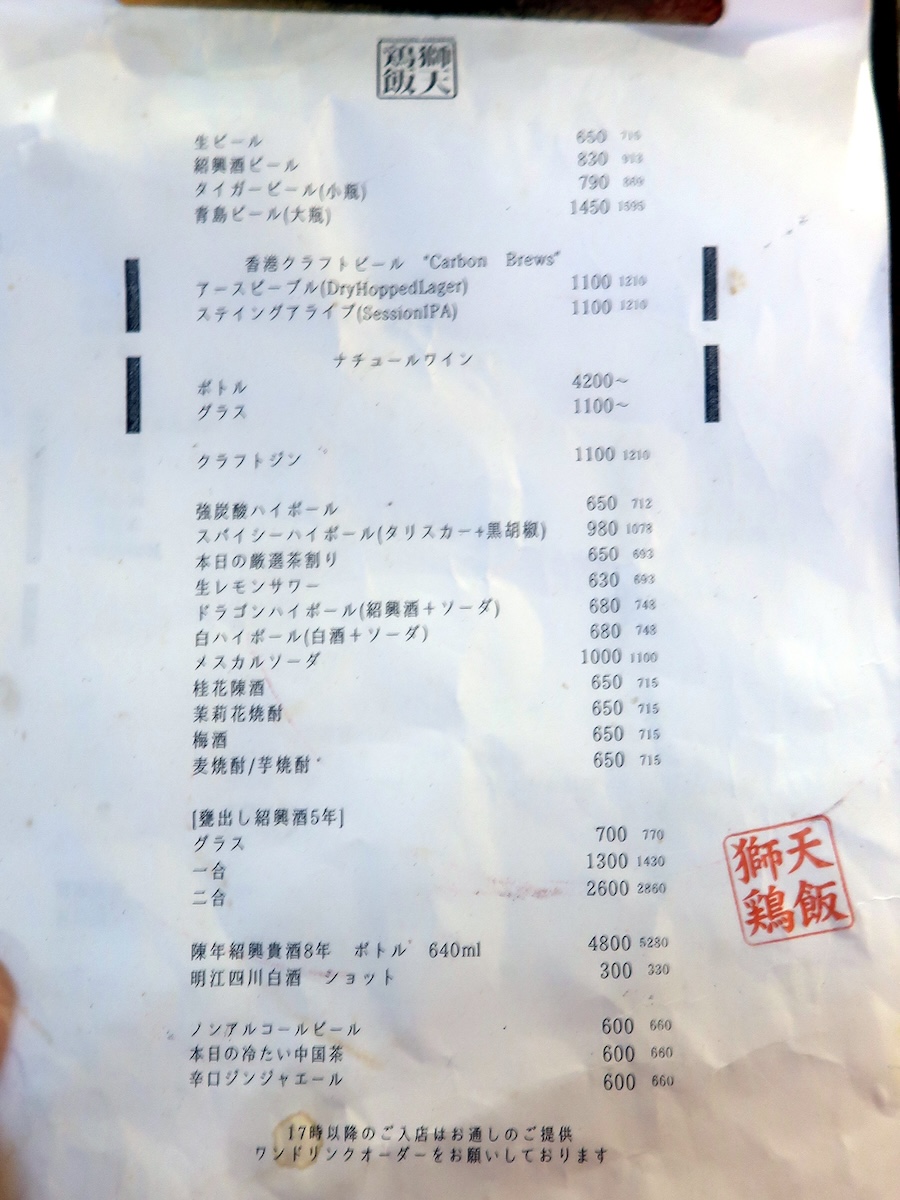 獅天
鶏飯
生ビール 650 715
紹興酒ビール 830 913
タイガービール(小瓶) 790 869
青島ビール(大瓶) 1450 1595
香港クラフトビール "Carbon Brews"
アースピープル(DryHoppedLager) 1100 1210
ステイングアライブ(SessionIPA) 1100 1210
ナチュールワイン
ボトル 4200~
グラス 1100~
クラフトジン 1100 1210
強炭酸ハイボール 650 712
スパイシーハイボール(タリスカー+黒胡椒) 980 1078
本日の厳選茶割り 650 693
生レモンサワー 630 693
ドラゴンハイボール(紹興酒+ソーダ) 680 748
白ハイボール(白酒+ソーダ) 680 748
メスカルソーダ 1000 1100
桂花陳酒 650 715
茉莉花焼酎 650 715
梅酒 650 715
麦焼酎/芋焼酎 650 715
[甕出し紹興酒5年]
グラス 700 770
一合 1300 1430
二合 2600 2860
獅天
鶏飯
陳年紹興貴酒8年 ボトル 640ml 4800 5280
明江四川白酒 ショット 300 330
ノンアルコールビール 600 660
本日の冷たい中国茶 600 660
辛口ジンジャエール 600 660
17時以降のご入店はお通しのご提供
ワンドリンクオーダーをお願いしております